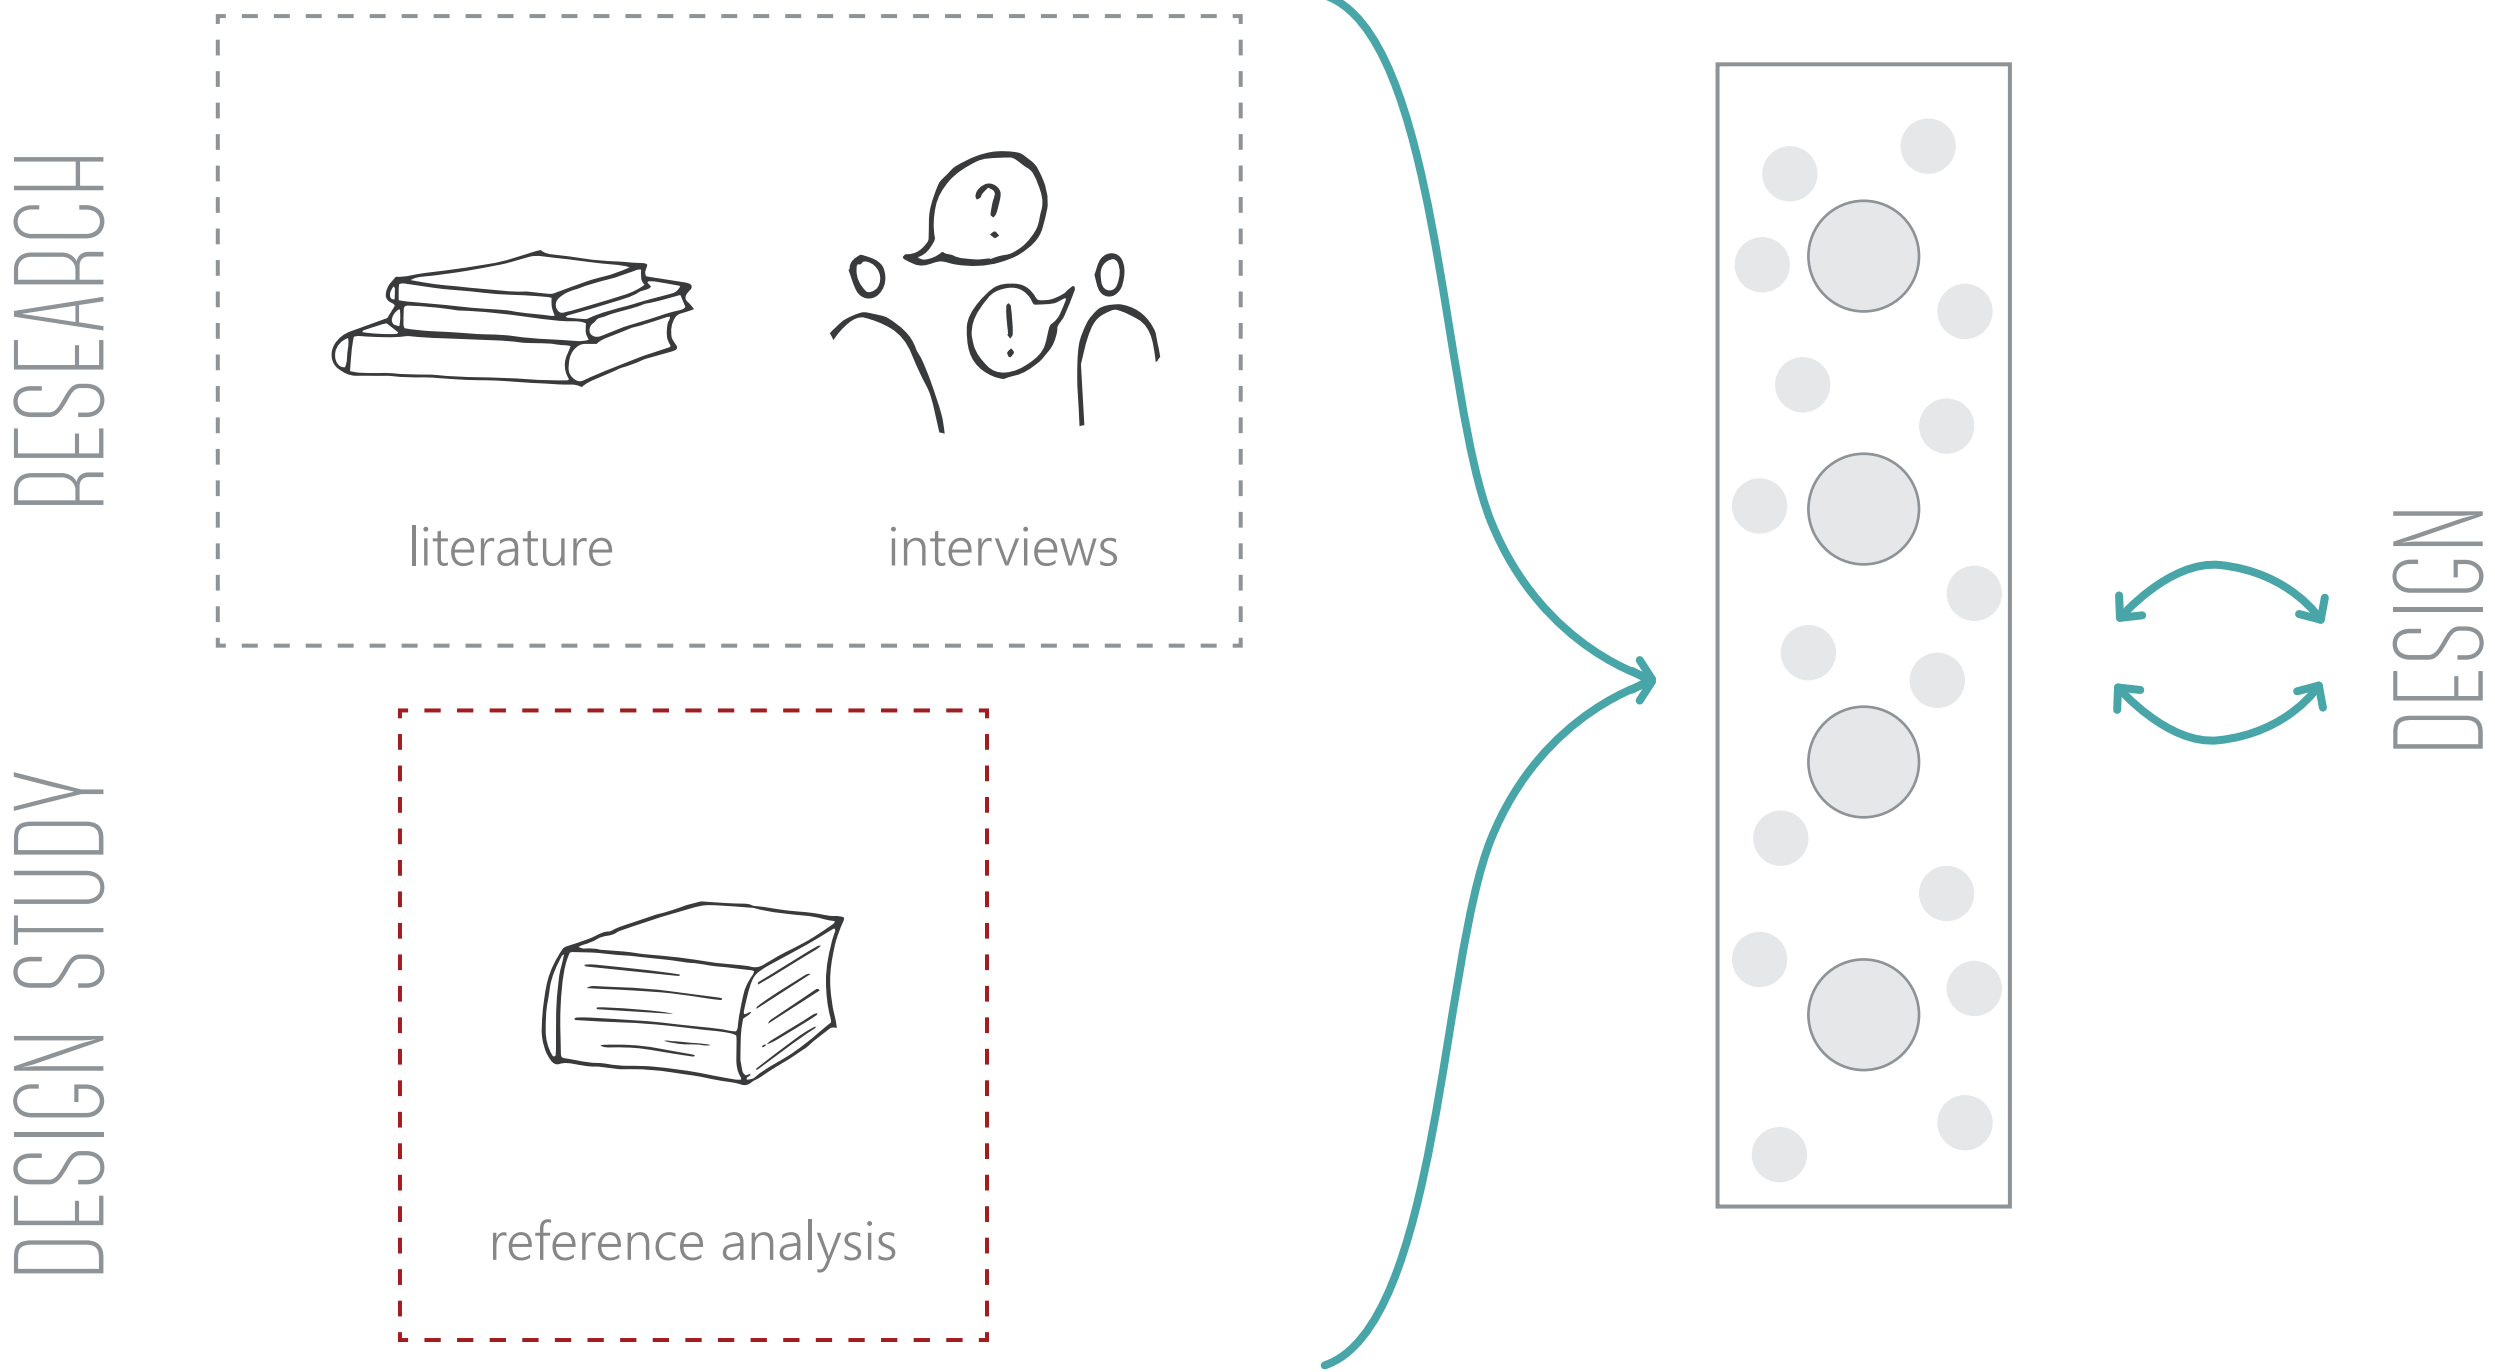 RESEARCH
literature
interviews
?
!
DESIGN STUDY
reference analysis
DESIGN